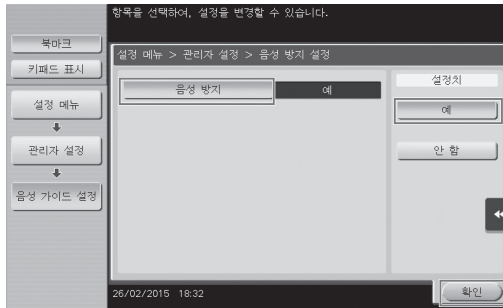 항목을 선택하여, 설정을 변경할 수 있습니다.
북마크
키패드 표시
설정 메뉴
관리자 설정
음성 가이드 설정
설정 메뉴 > 관리자 설정 > 음성 방지 설정
음성 방지
예
설정치
예
안 함
26/02/2015 18:32
확인